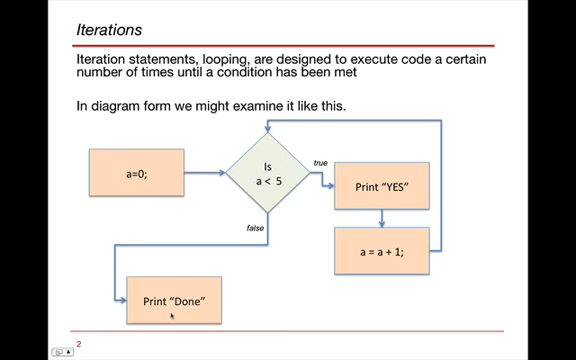 Iterations
Iteration statements, looping, are designed to execute code a certain
number of times until a condition has been met
In diagram form we might examine it like this.
a=0;
Is
a < 5
true
Print “YES”
a = a + 1;
false
Print “Done”
2